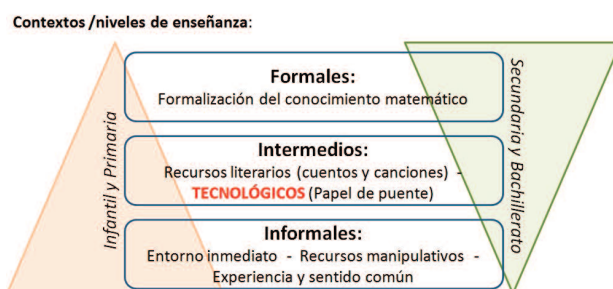 Contextos /niveles de enseñanza:
Formales:
Formalización del conocimiento matemático
Intermedios:
Recursos literarios (cuentos y canciones) -
TECNOLÓGICOS (Papel de puente)
Informales:
Entorno inmediato - Recursos manipulativos -
Experiencia y sentido común
Infantil y Primaria
Secundaria y Bachillerato